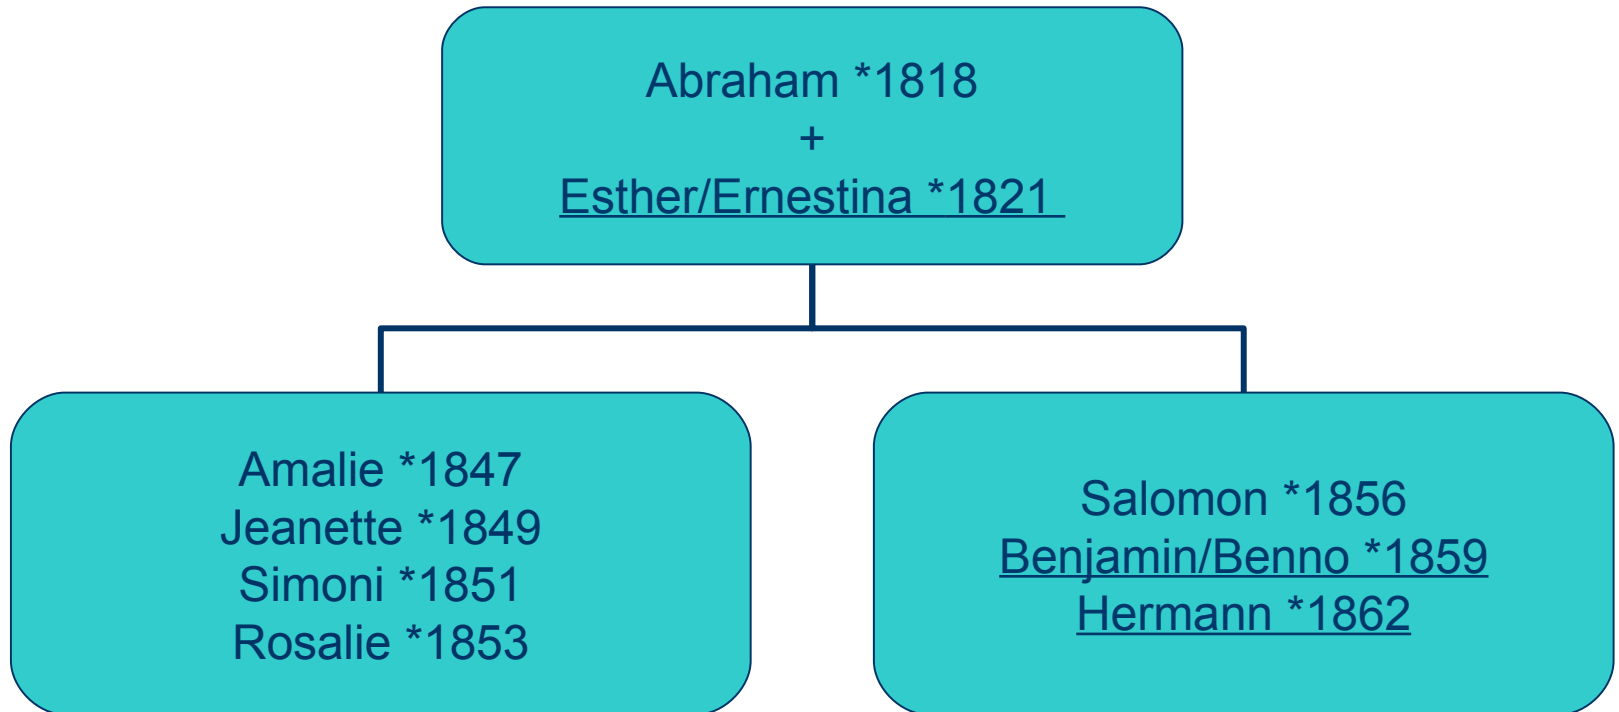 Abraham *1818
+
Esther/Ernestina *1821
Amalie *1847
Jeanette *1849
Simoni *1851
Rosalie *1853
Salomon *1856
Benjamin/Benno *1859
Hermann *1862